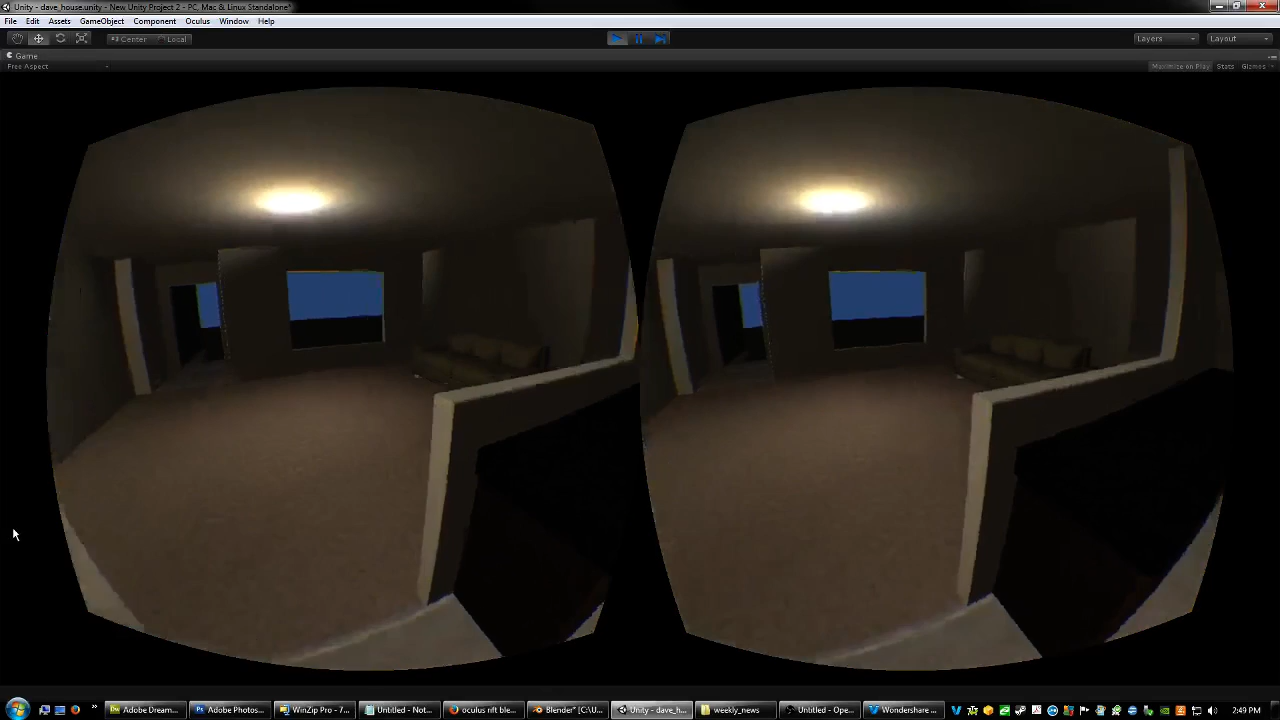 Unity - dave_house.unity - New Unity Project 2 - PC, Mac & Linux Standalone*
File Edit Assets GameObject Component Oculus Window Help
Center Local Layers Layout
Game
Free Aspect Maximize on Play Stats Gizmos
Adobe Dream... Adobe Photos... WinZip Pro - 7... Untitled - Not... oculus rift ble... Blender* [C:\U... Unity - dave_h... weekly_news Untitled - Ope... Wondershare ... 2:49 PM